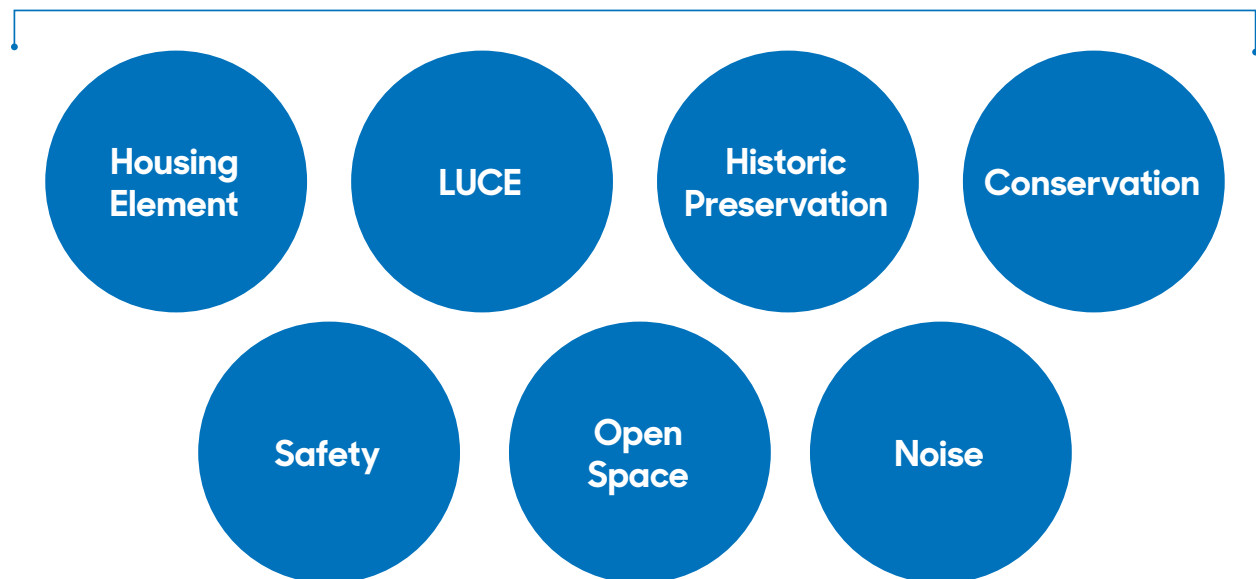 Housing
Element
LUCE
Historic
Preservation
Conservation
Safety
Open
Space
Noise